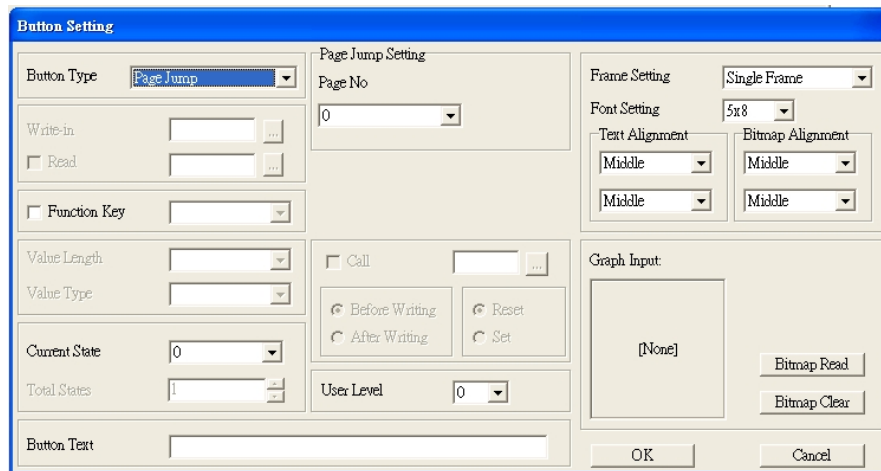 Button Setting
Button Type
Page Jump
Write-in
...
Read
...
Function Key
Value Length
Value Type
Current State
0
Total States
1
Button Text
Page Jump Setting
Page No
0
Call
...
Before Writing
After Writing
Reset
Set
User Level
0
Frame Setting
Single Frame
Font Setting
5x8
Text Alignment
Middle
Middle
Bitmap Alignment
Middle
Middle
Graph Input:
[None]
Bitmap Read
Bitmap Clear
OK
Cancel